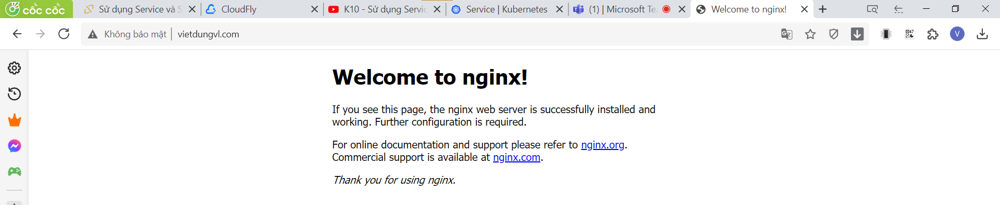 cốc cốc
Sử dụng Service và S
CloudFly
K10 - Sử dụng Servic
Service | Kubernetes
(1) | Microsoft Tea
Welcome to nginx!
Không bảo mật
vietdungvl.com
V
Welcome to nginx!
If you see this page, the nginx web server is successfully installed and
working. Further configuration is required.
For online documentation and support please refer to nginx.org.
Commercial support is available at nginx.com.
Thank you for using nginx.